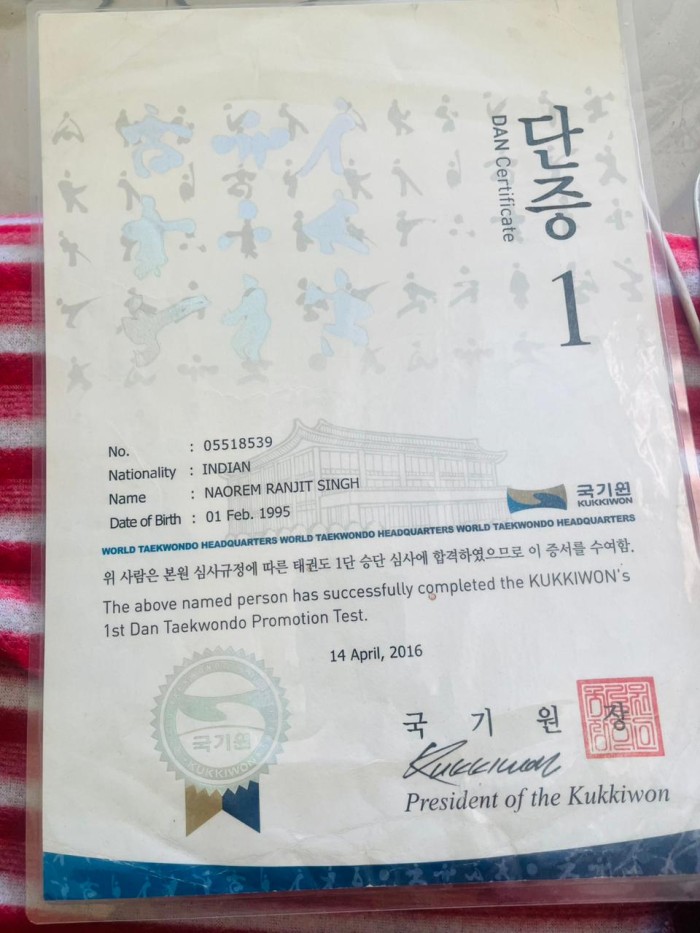 단증
DAN Certificate
1
No. : 05518539
Nationality : INDIAN
Name : NAOREM RANJIT SINGH
Date of Birth : 01 Feb. 1995
국기원
KUKKIWON
WORLD TAEKWONDO HEADQUARTERS WORLD TAEKWONDO HEADQUARTERS WORLD TAEKWONDO HEADQUARTERS
위 사람은 본원 심사규정에 따른 태권도 1단 승단 심사에 합격하였으므로 이 증서를 수여함.
The above named person has successfully completed the KUKKIWON's
1st Dan Taekwondo Promotion Test.
14 April, 2016
국기원
KUKKIWON
국 기 원 장
Kukkiwon
President of the Kukkiwon